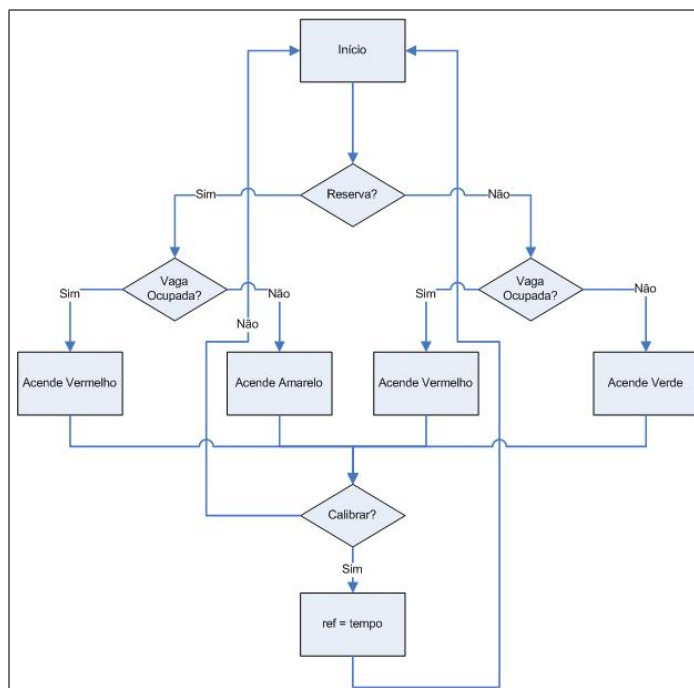 Início
Reserva?
Sim
Não
Vaga
Ocupada?
Vaga
Ocupada?
Sim
Não
Sim
Não
Não
Acende Vermelho
Acende Amarelo
Acende Vermelho
Acende Verde
Calibrar?
Sim
ref = tempo